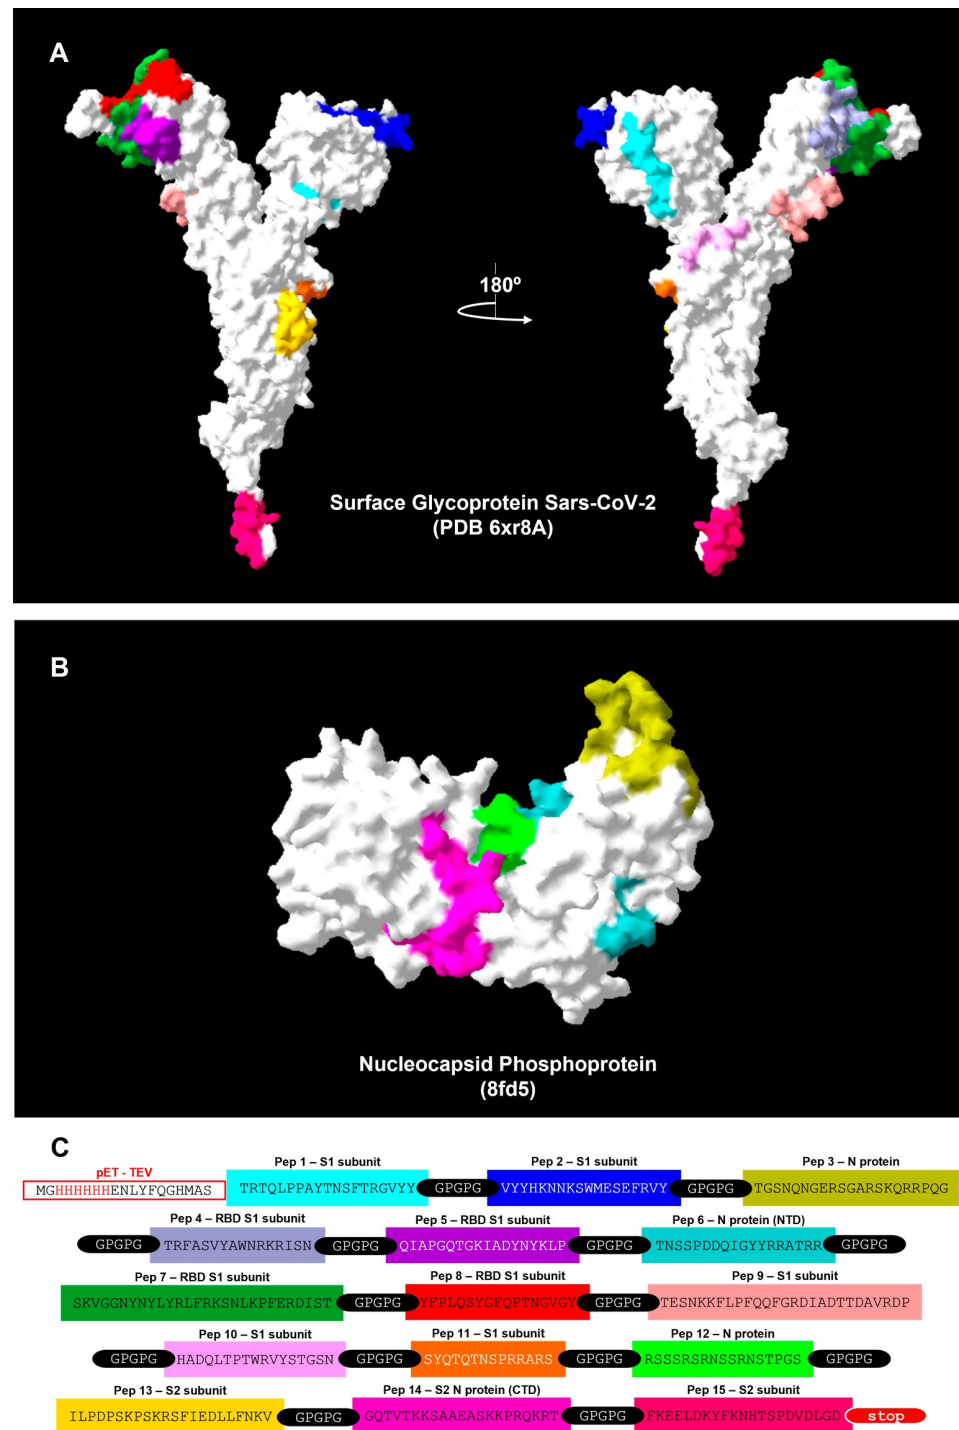 A
180º
Surface Glycoprotein Sars-CoV-2
(PDB 6xr8A)
B
Nucleocapsid Phosphoprotein
(8fd5)
C
pET - TEV
Pep 1 – S1 subunit
Pep 2 – S1 subunit
Pep 3 – N protein
MGHHHHHHENLYFQGHMAS TRTQLPPAYTNSFTRGVYY GPGPG VYYHKNNKSWMESEFRVY GPGPG TGSNQNGERSGARSKQRRPQG
Pep 4 – RBD S1 subunit
Pep 5 – RBD S1 subunit
Pep 6 – N protein (NTD)
GPGPG TRFASVYAWNRKRISN GPGPG QIAPGQTGKIADYNYKLP GPGPG TNSSPDDQIGYYRRATRR GPGPG
Pep 7 – RBD S1 subunit
Pep 8 – RBD S1 subunit
Pep 9 – S1 subunit
SKVGGNYNYLYRLFRKSNLKPFERDIST GPGPG YFPLQSYGFQPTNGVGY GPGPG TESNKKFLPFQQFGRDIADTTDAVRDP
Pep 10 – S1 subunit
Pep 11 – S1 subunit
Pep 12 – N protein
GPGPG HADQLTPTWRVYSTGSN GPGPG SYQTQTNSPRRARS GPGPG RSSSRSRNSSRNSTPGS GPGPG
Pep 13 – S2 subunit
Pep 14 – S2 N protein (CTD)
Pep 15 – S2 subunit
ILPDPSKPSKRSFIEDLLFNKV GPGPG GQTVTKKSAAEASKKPRQKRT GPGPG FKEELDKYFKNHTSPDVDLGD stop